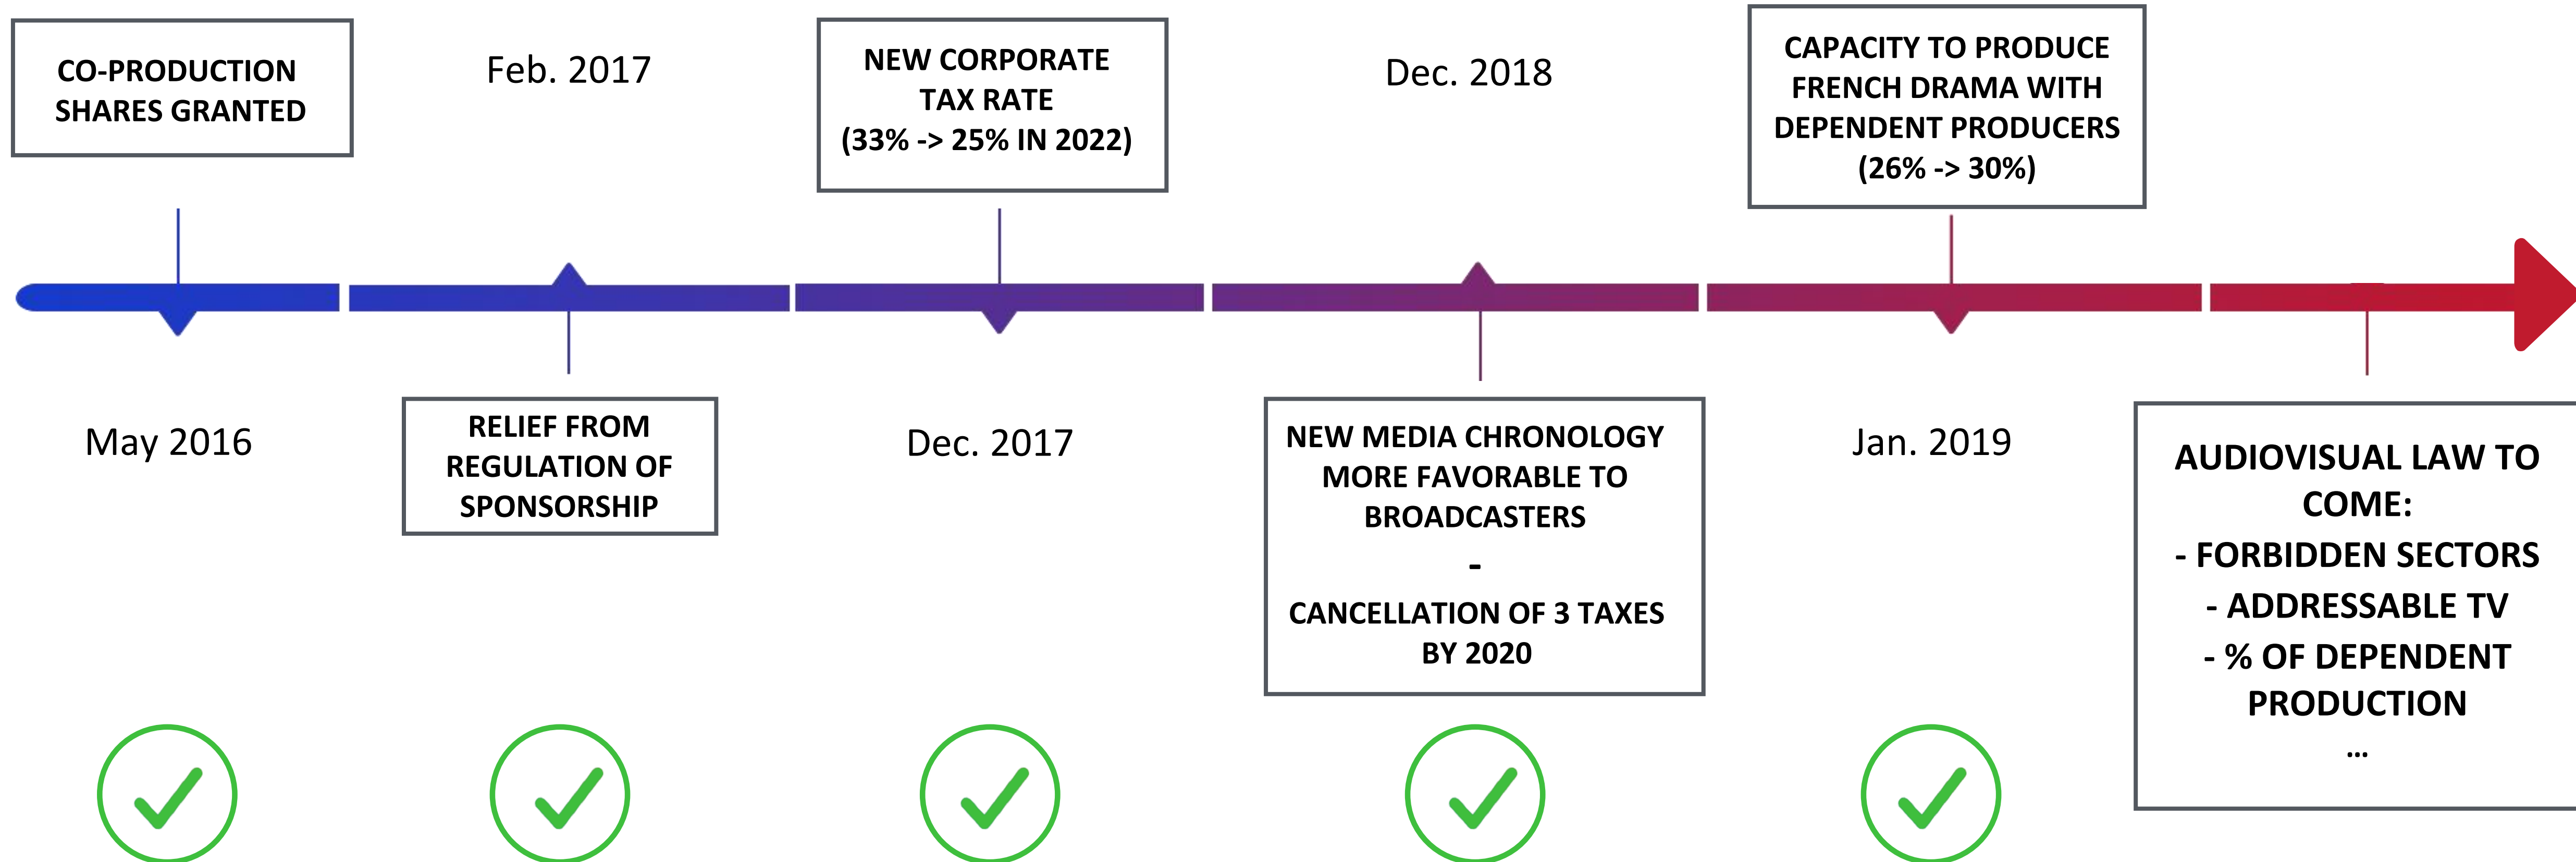 CO-PRODUCTION
SHARES GRANTED
May 2016
Feb. 2017
RELIEF FROM
REGULATION OF
SPONSORSHIP
NEW CORPORATE
TAX RATE
(33% -> 25% IN 2022)
Dec. 2017
Dec. 2018
NEW MEDIA CHRONOLOGY
MORE FAVORABLE TO
BROADCASTERS
-
CANCELLATION OF 3 TAXES
BY 2020
CAPACITY TO PRODUCE
FRENCH DRAMA WITH
DEPENDENT PRODUCERS
(26% -> 30%)
Jan. 2019
AUDIOVISUAL LAW TO
COME:
- FORBIDDEN SECTORS
- ADDRESSABLE TV
- % OF DEPENDENT
PRODUCTION
...